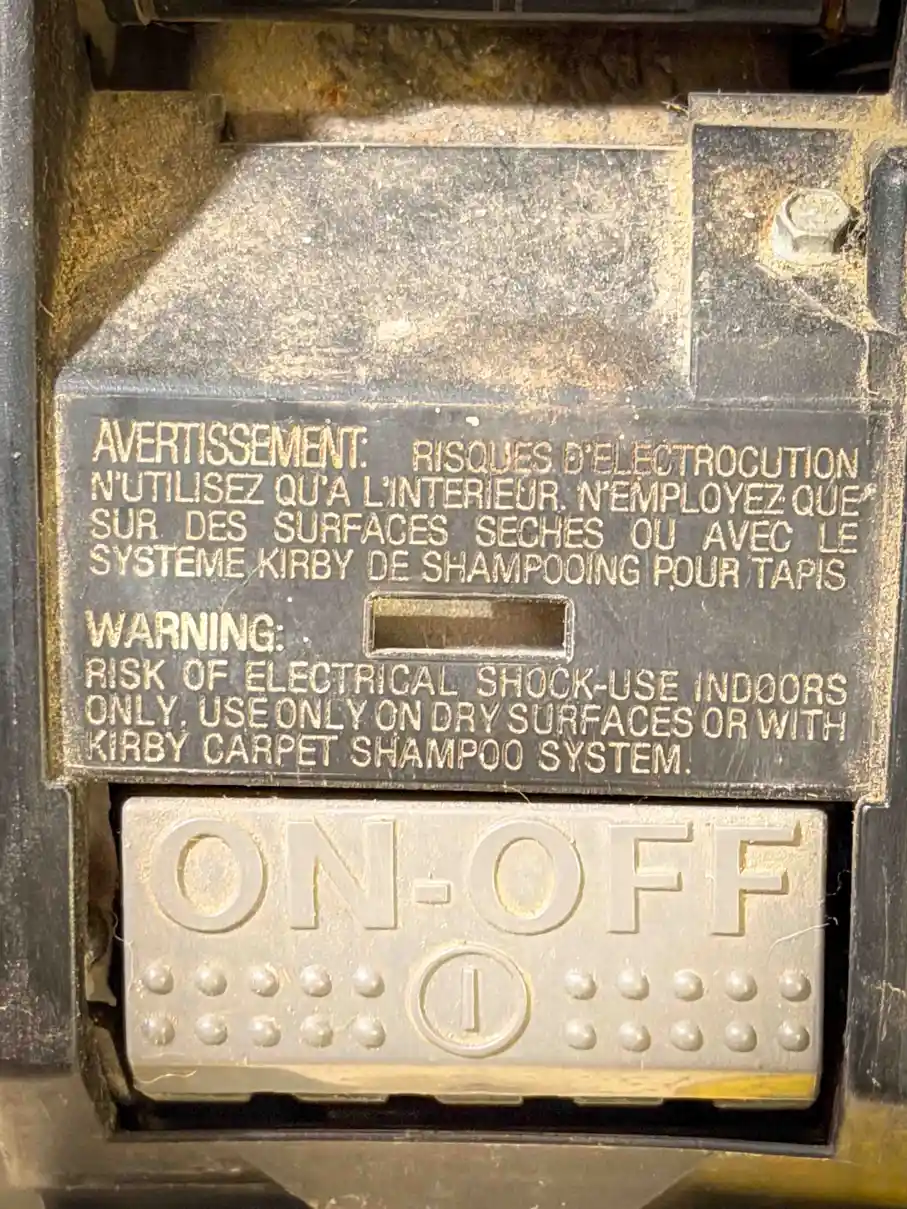 AVERTISSEMENT: RISQUES D'ELECTROCUTION
N'UTILISEZ QU'A L'INTERIEUR. N'EMPLOYEZ QUE
SUR DES SURFACES SECHES OU AVEC LE
SYSTEME KIRBY DE SHAMPOOING POUR TAPIS
WARNING:
RISK OF ELECTRICAL SHOCK-USE INDOORS
ONLY. USE ONLY ON DRY SURFACES OR WITH
KIRBY CARPET SHAMPOO SYSTEM.
ON-OFF